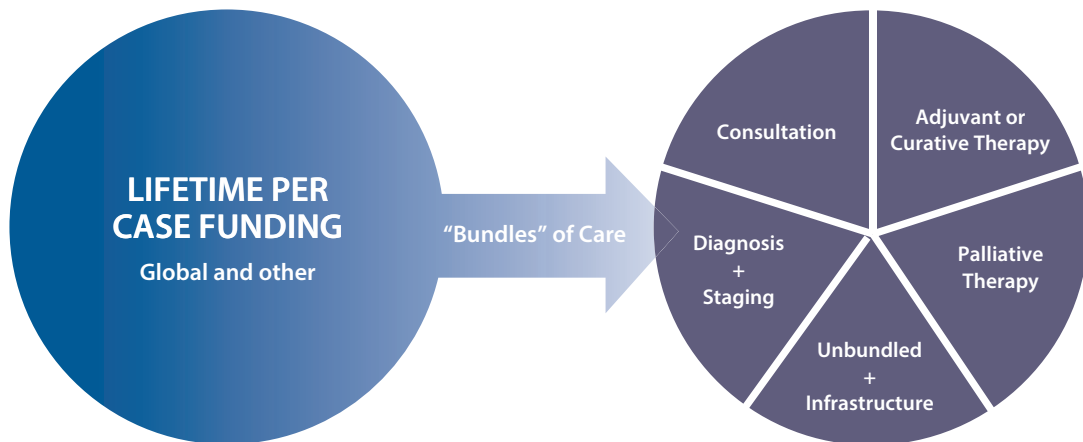 LIFETIME PER
CASE FUNDING
Global and other
“Bundles” of Care
Consultation
Adjuvant or
Curative Therapy
Diagnosis
+
Staging
Palliative
Therapy
Unbundled
+
Infrastructure